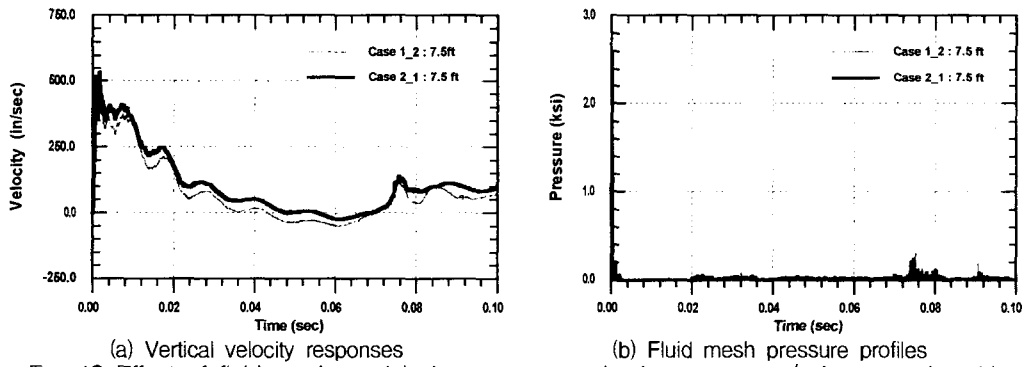 750.0
500.0
250.0
0.0
-250.0
Velocity (in/sec)
Case 1_2 : 7.5ft
Case 2_1 : 7.5 ft
0.00 0.02 0.04 0.06 0.08 0.10
Time (sec)
(a) Vertical velocity responses
3.0
2.0
1.0
0.0
Pressure (ksi)
Case 1_2 : 7.5ft
Case 2_1 : 7.5 ft
0.00 0.02 0.04 0.06 0.08 0.10
Time (sec)
(b) Fluid mesh pressure profiles